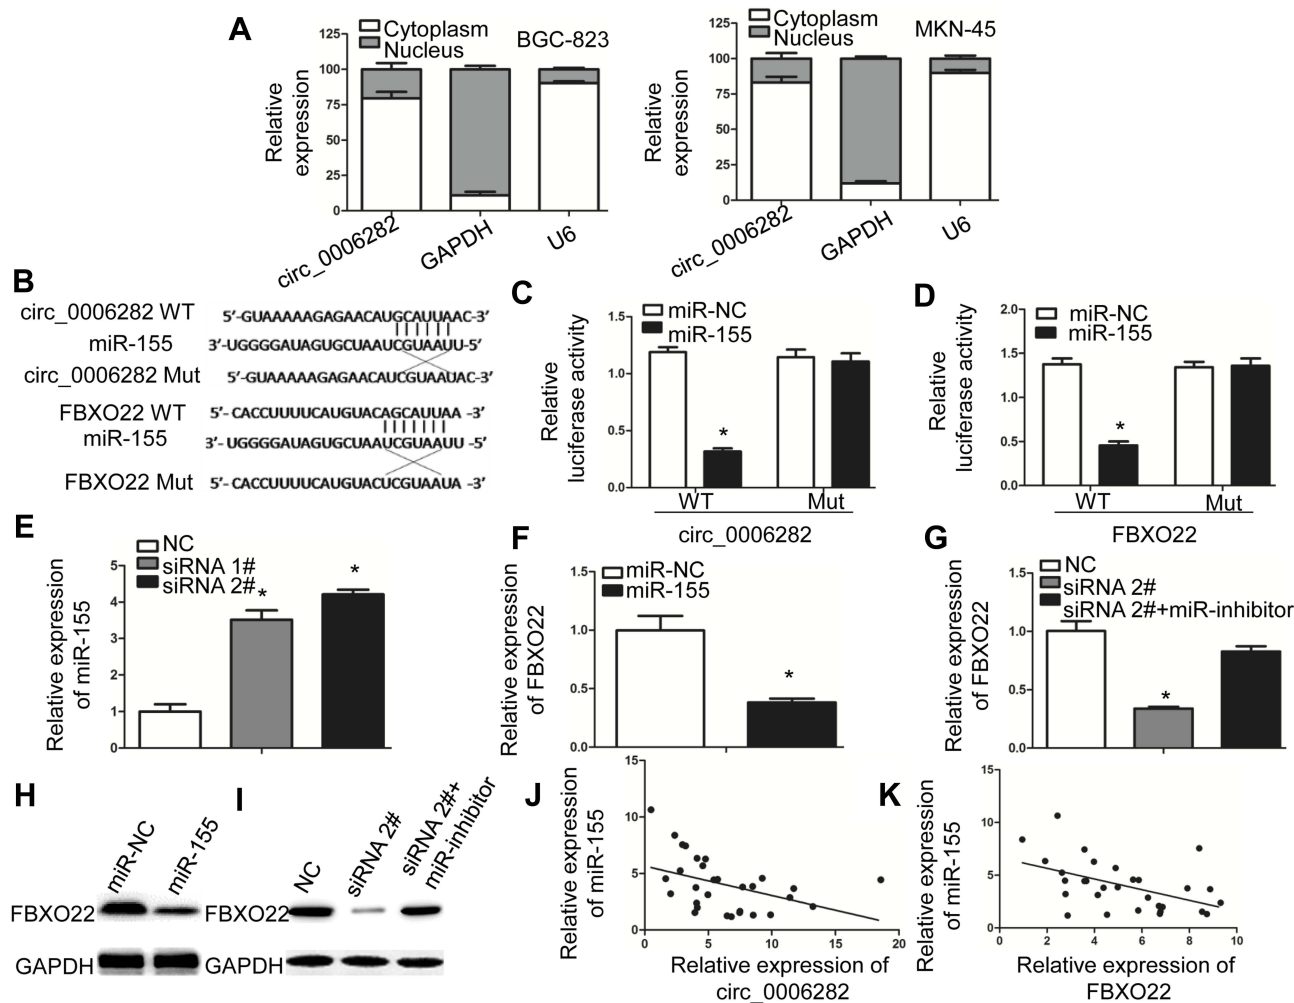 A
Cytoplasm
Nucleus
BGC-823
Relative
expression
125
100
75
50
25
0
circ_0006282
GAPDH
U6
Cytoplasm
Nucleus
MKN-45
Relative
expression
125
100
75
50
25
0
circ_0006282
GAPDH
U6
B
circ_0006282 WT
5'-GUAAAAAGAGAACAUGCAUUAAC-3'
miR-155
3'-UGGGGAUAGUGCUAAUCGUAAUU-5'
circ_0006282 Mut
5'-GUAAAAAGAGAACAUCGUAAUAC-3'
FBXO22 WT
5'- CACCUUUUCAUGUACAGCAUUAA -3'
miR-155
3'- UGGGGAUAGUGCUAAUCGUAAUU -5'
FBXO22 Mut
5'- CACCUUUUCAUGUACUCGUAAUA -3'
C
miR-NC
miR-155
Relative
luciferase activity
1.5
1.0
0.5
0.0
*
WT
Mut
circ_0006282
D
miR-NC
miR-155
Relative
luciferase activity
2.0
1.5
1.0
0.5
0.0
*
WT
Mut
FBXO22
E
NC
siRNA 1#
siRNA 2#
Relative expression
of miR-155
5
4
3
2
1
0
*
*
F
miR-NC
miR-155
Relative expression
of FBXO22
1.5
1.0
0.5
0.0
*
G
NC
siRNA 2#
siRNA 2#+miR-inhibitor
Relative expression
of FBXO22
1.5
1.0
0.5
0.0
*
H
miR-NC
miR-155
FBXO22
GAPDH
I
NC
siRNA 2#
siRNA 2#+
miR-inhibitor
FBXO22
GAPDH
J
Relative expression
of miR-155
15
10
5
0
0
5
10
15
20
Relative expression of
circ_0006282
K
Relative expression
of miR-155
15
10
5
0
0
2
4
6
8
10
Relative expression of
FBXO22